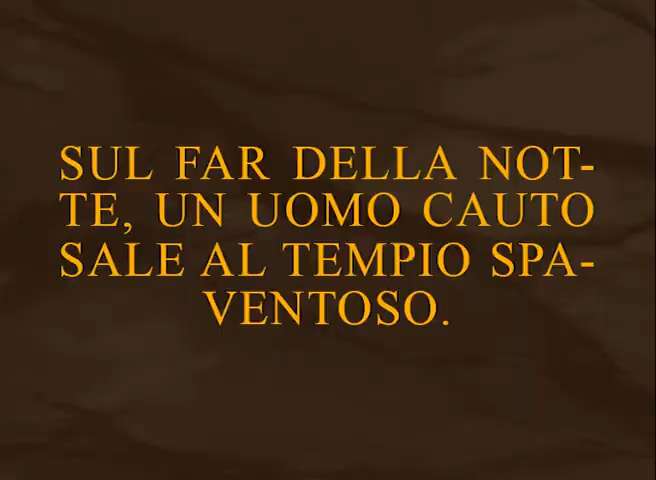 SUL FAR DELLA NOT-
TE, UN UOMO CAUTO
SALE AL TEMPIO SPA-
VENTOSO.